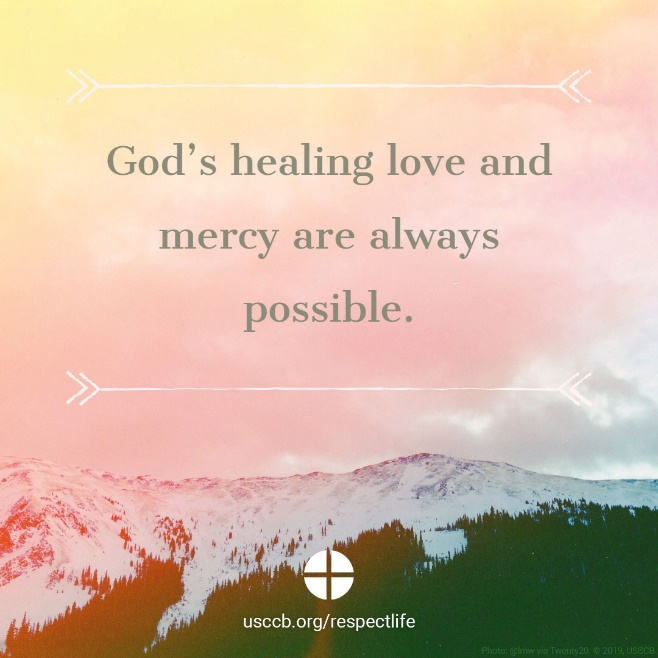 God’s healing love and
mercy are always
possible.
usccb.org/respectlife
Photo: @lmw via Twenty20. © 2019, USCCB.